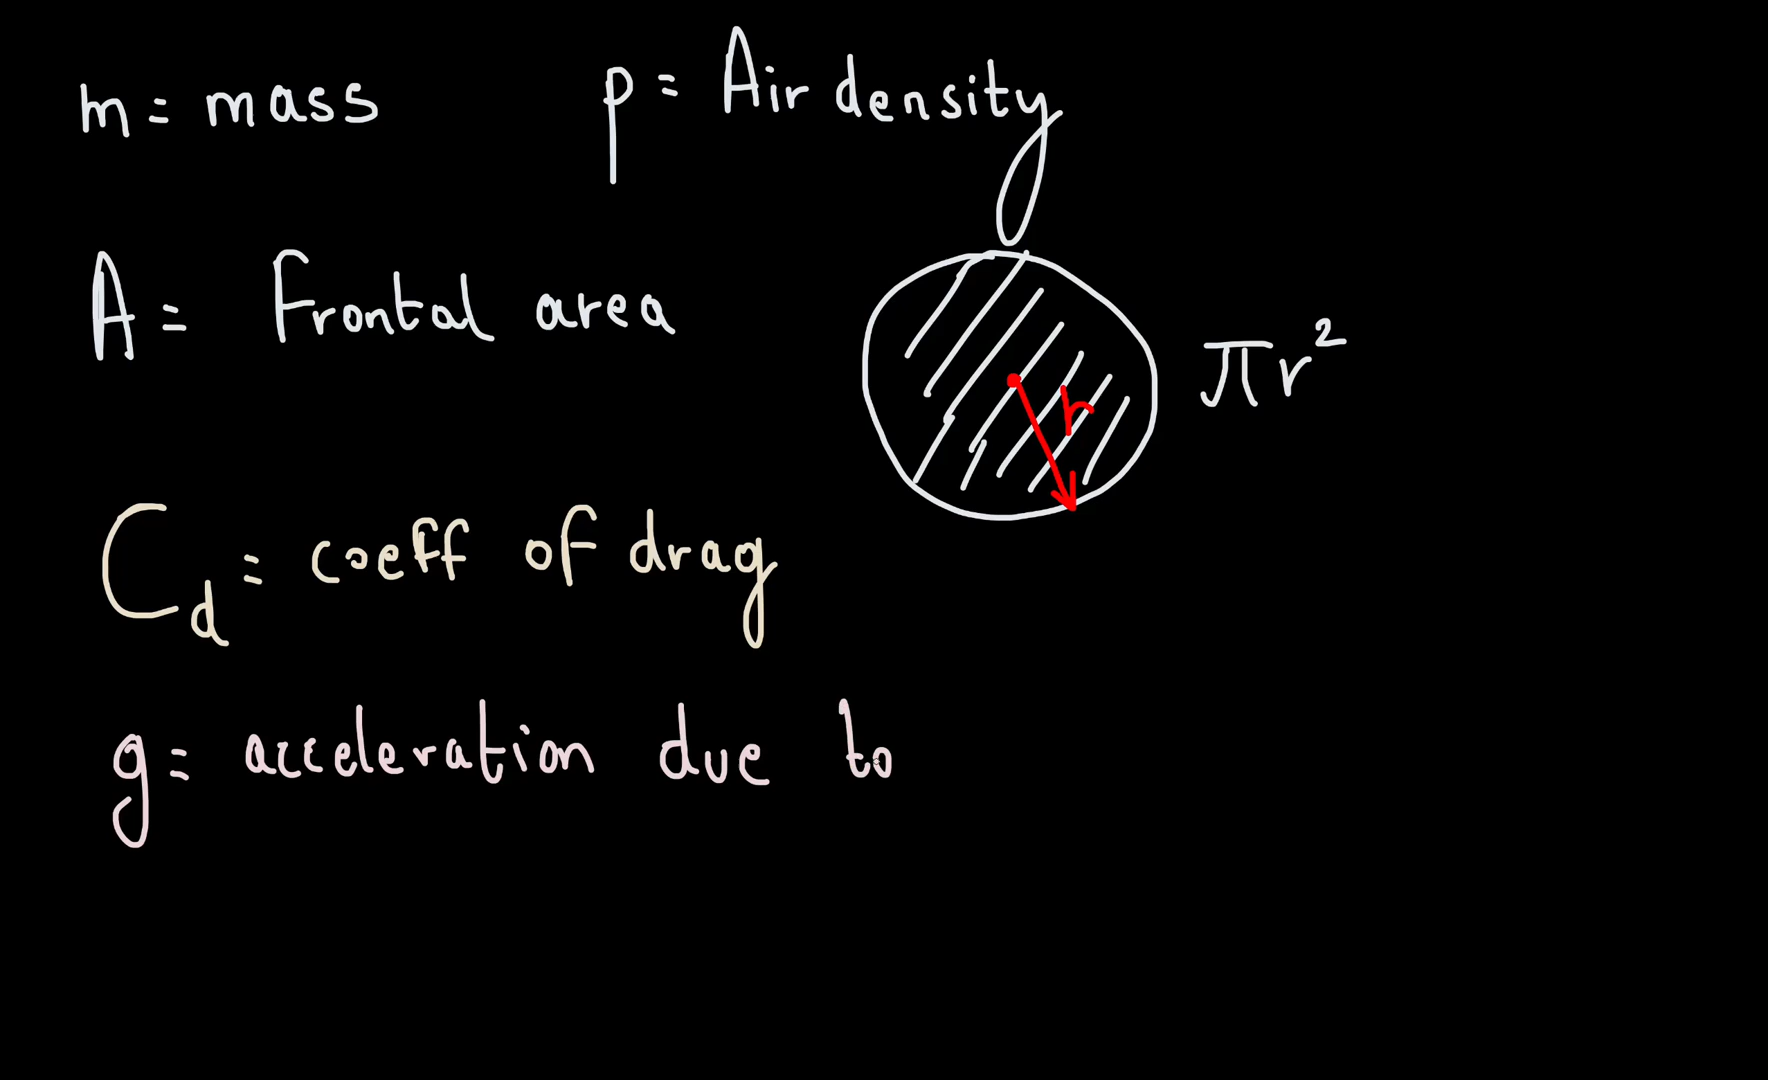 m = mass
p = Air density
A = Frontal area
r
πr²
C_d = coeff of drag
g = acceleration due to